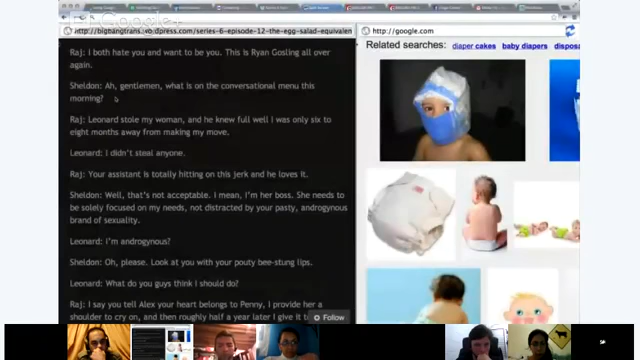 http://bigbangtrans.wordpress.com/series-6-episode-12-the-egg-salad-equivalen
http://google.com
Raj: I both hate you and want to be you. This is Ryan Gosling all over
again.
Sheldon: Ah, gentlemen, what is on the conversational menu this
morning?
Raj: Leonard stole my woman, and he knew full well I was only six to
eight months away from making my move.
Leonard: I didn't steal anyone.
Raj: Your assistant is totally hitting on this jerk and he loves it.
Sheldon: Well, that's not acceptable. I mean, I'm her boss. She needs to
be solely focused on my needs, not distracted by your pasty, androgynous
brand of sexuality.
Leonard: I'm androgynous?
Sheldon: Oh, please. Look at you with your pouty bee-stung lips.
Leonard: What do you guys think I should do?
Raj: I say you tell Alex your heart belongs to Penny, I provide her a
shoulder to cry on, and then roughly half a year later I give it
Follow
Related searches: diaper cakes baby diapers disposa